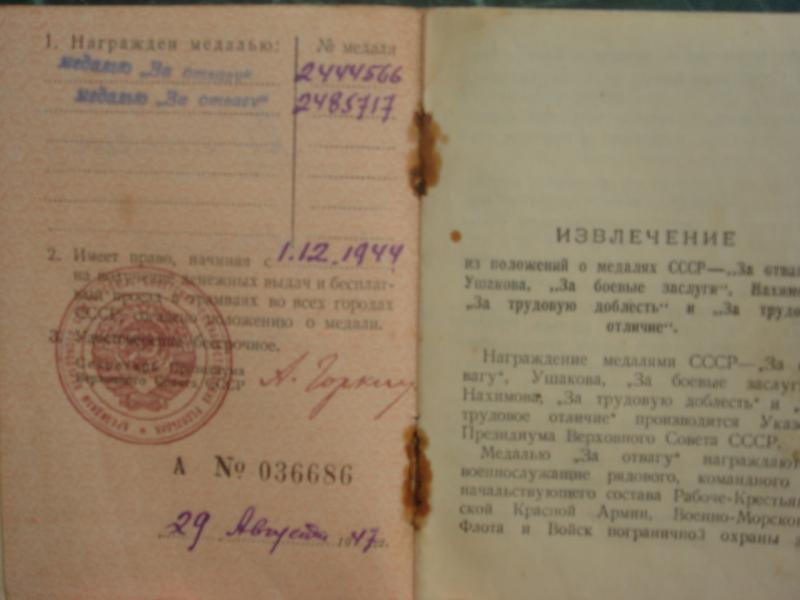 1. Награжден медалью: № медали
медалью „За отвагу“ 2444566
медалью „За отвагу“ 2485717
2. Имеет право, начиная с 1.12.1944
на получение денежных выдач и бесплат-
ный проезд в трамваях во всех городах
СССР, согласно положению о медали.
3. Удостоверение бессрочное.
Секретарь Президиума
Верховного Совета СССР А. Горкин
А № 036686
29 Августа 1947 г.
ИЗВЛЕЧЕНИЕ
из положений о медалях СССР—„За отва
Ушакова, „За боевые заслуги“, Нахим
„За трудовую доблесть“ и „За трудо
отличие“.
Награждение медалями СССР—„За
вагу“, Ушакова, „За боевые заслуг
Нахимова, „За трудовую доблесть“ и
трудовое отличие“ производится Указ
Президиума Верховного Совета СССР.
Медалью „За отвагу“ награждают
военнослужащие рядового, командного
начальствующего состава Рабоче-Крестьян
ской Красной Армии, Военно-Морско
Флота и Войск пограничной охраны